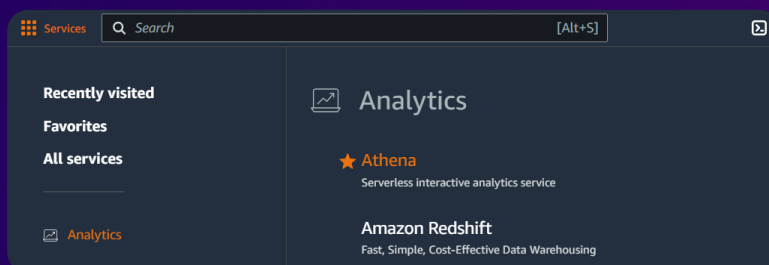 Services
Search [Alt+S]
Recently visited
Favorites
All services
Analytics
Analytics
Athena
Serverless interactive analytics service
Amazon Redshift
Fast, Simple, Cost-Effective Data Warehousing